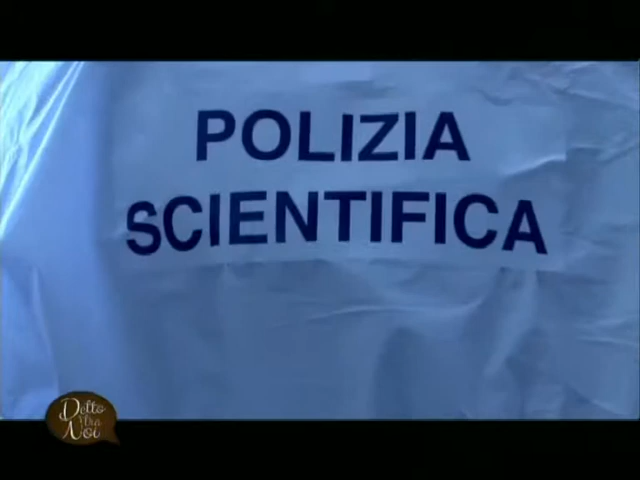 POLIZIA
SCIENTIFICA
Detto
tra
Noi